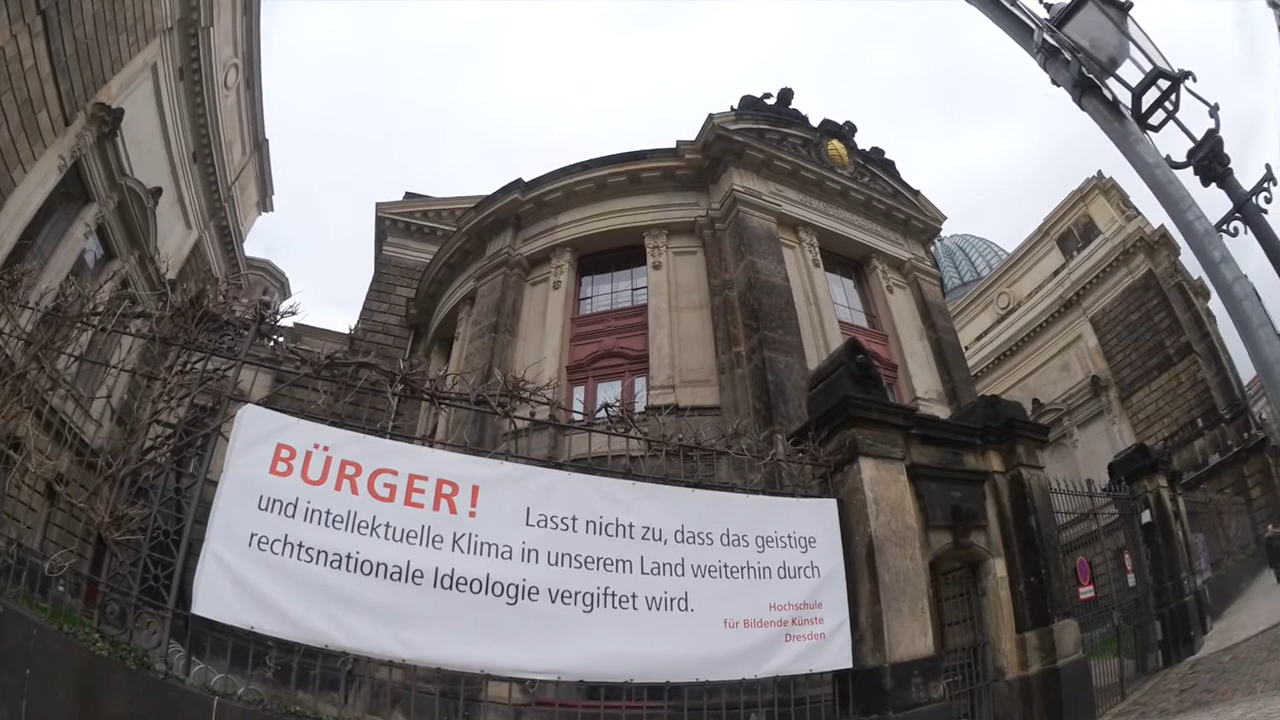 BÜRGER! Lasst nicht zu, dass das geistige
und intellektuelle Klima in unserem Land weiterhin durch
rechtsnationale Ideologie vergiftet wird.
Hochschule
für Bildende Künste
Dresden